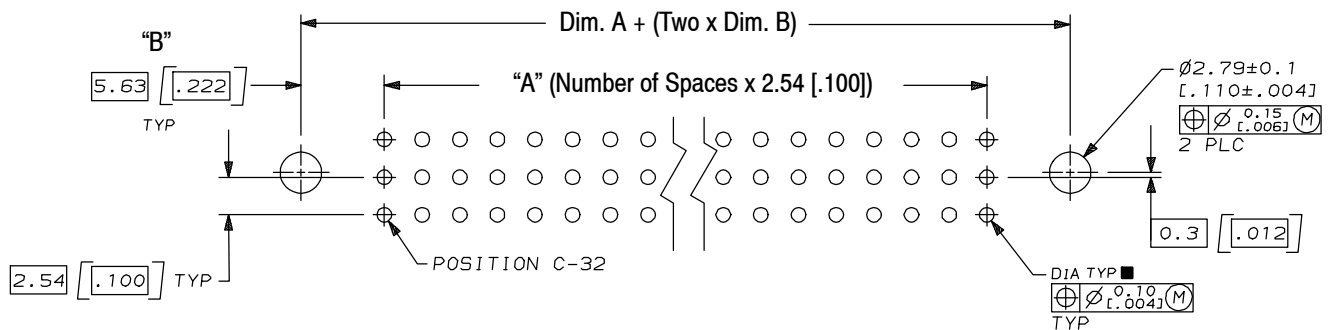 Dim. A + (Two x Dim. B)
“B”
5.63 [.222]
TYP
“A” (Number of Spaces x 2.54 [.100])
Ø2.79±0.1
[.110±.004]
⌖ Ø 0.15 [.006] Ⓜ
2 PLC
0.3 [.012]
POSITION C-32
2.54 [.100] TYP
DIA TYP ■
⌖ Ø 0.10 [.004] Ⓜ
TYP